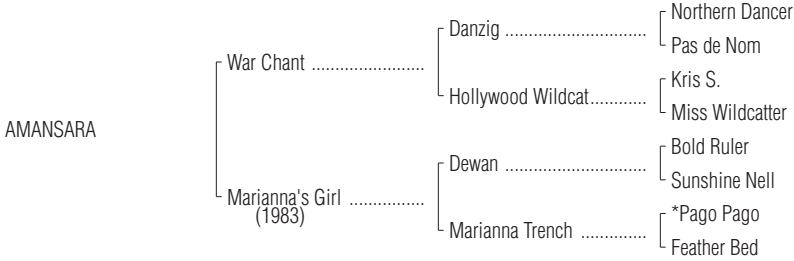 Northern Dancer
Danzig ..............................
Pas de Nom
War Chant ........................
Kris S.
Hollywood Wildcat............
Miss Wildcatter
AMANSARA
Bold Ruler
Dewan ..............................
Sunshine Nell
Marianna's Girl ................
(1983)
*Pago Pago
Marianna Trench ..............
Feather Bed